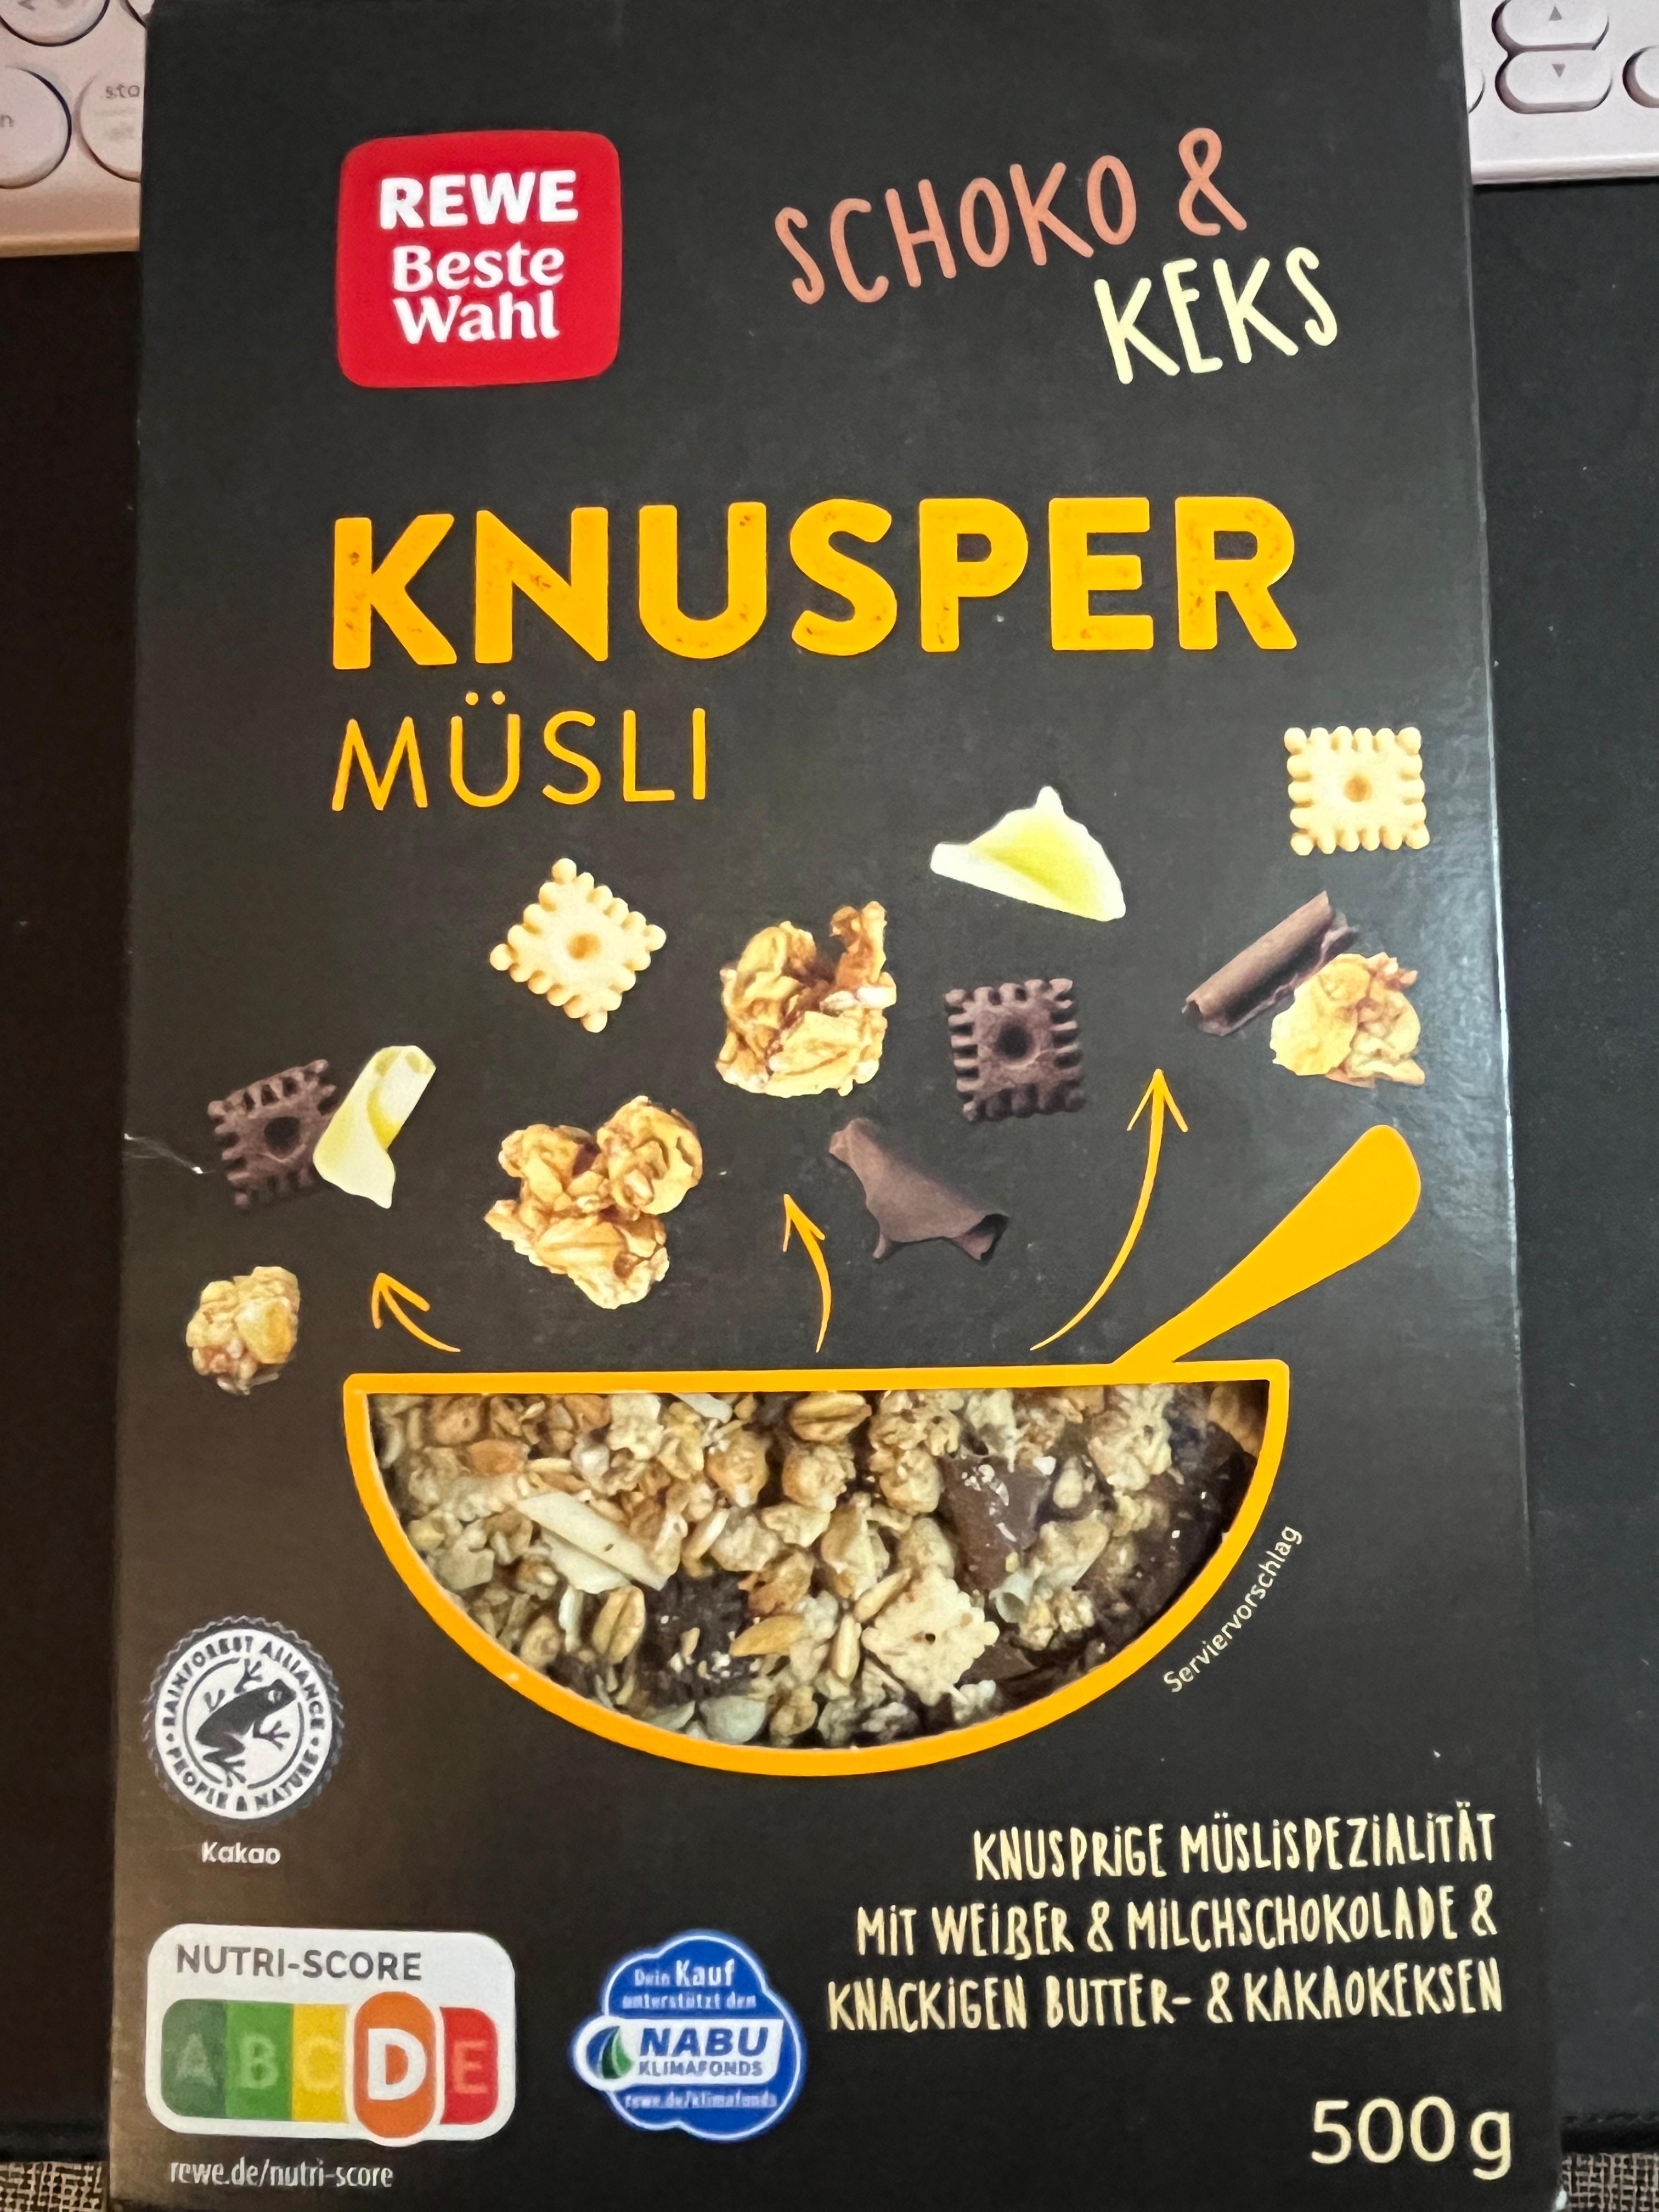 REWE
Beste
Wahl
SCHOKO &
KEKS
KNUSPER
MÜSLI
Serviervorschlag
RAINFOREST ALLIANCE
PEOPLE & NATURE
Kakao
KNUSPRiGE MÜSLiSPEZiALiTÄT
MiT WEiẞER & MiLCHSCHOKOLADE &
KNACKiGEN BUTTER- & KAKAOKEKSEN
NUTRI-SCORE
A B C D E
rewe.de/nutri-score
Dein Kauf
unterstützt den
NABU
KLIMAFONDS
rewe.de/klimafonds
500 g